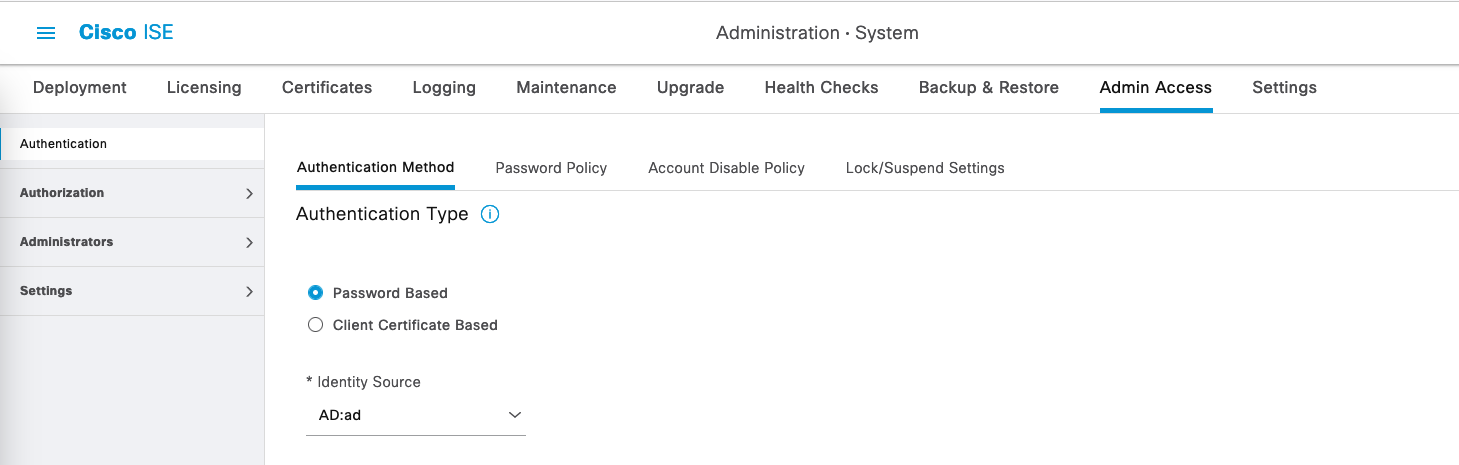 Cisco ISE
Administration · System
Deployment Licensing Certificates Logging Maintenance Upgrade Health Checks Backup & Restore Admin Access Settings
Authentication
Authorization
Administrators
Settings
Authentication Method Password Policy Account Disable Policy Lock/Suspend Settings
Authentication Type
Password Based
Client Certificate Based
* Identity Source
AD:ad